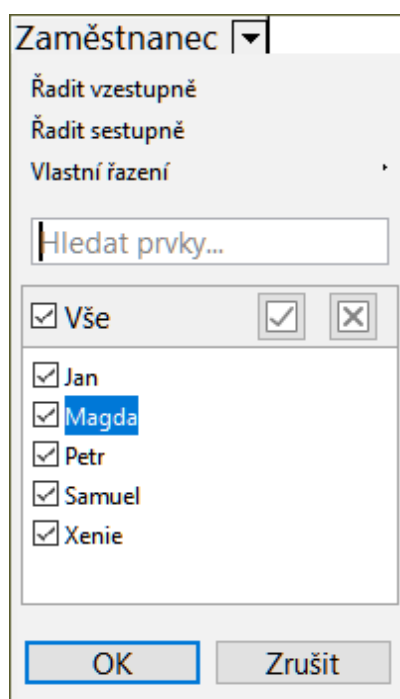 Zaměstnanec
Řadit vzestupně
Řadit sestupně
Vlastní řazení
Hledat prvky...
Vše
Jan
Magda
Petr
Samuel
Xenie
OK Zrušit